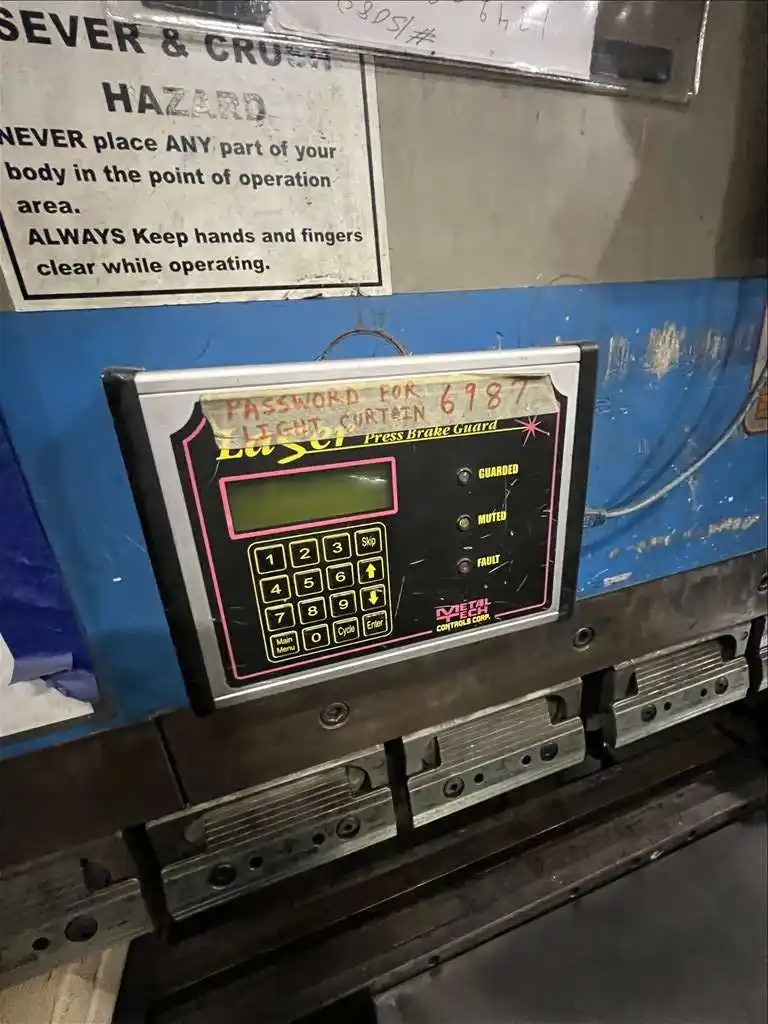 #15089
SEVER & CRUSH
HAZARD
NEVER place ANY part of your
body in the point of operation
area.
ALWAYS Keep hands and fingers
clear while operating.
PASSWORD FOR
LIGHT CURTAIN 6987
Laser Press Brake Guard
GUARDED
MUTED
FAULT
1 2 3 Skip
4 5 6
7 8 9
Main Menu 0 Cycle Enter
METAL
TECH
CONTROLS CORP.